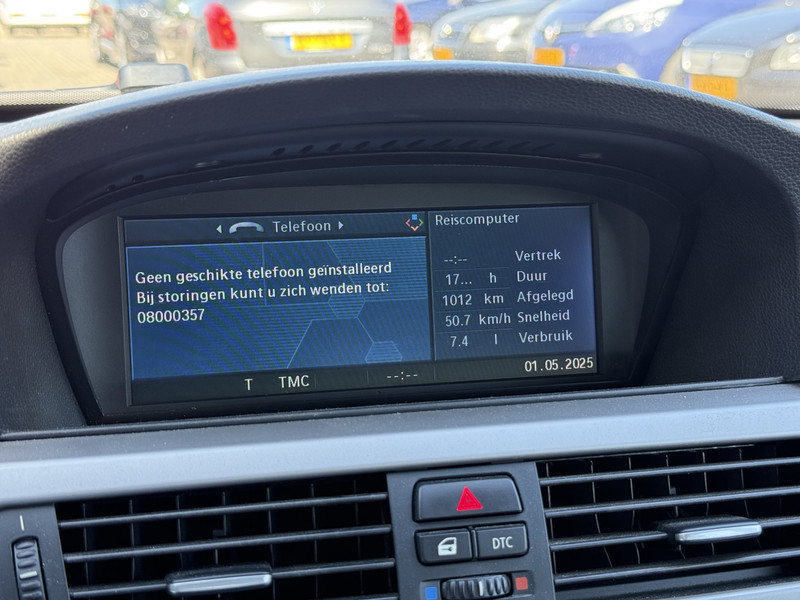 Telefoon
Geen geschikte telefoon geïnstalleerd
Bij storingen kunt u zich wenden tot:
08000357
Reiscomputer
--:-- Vertrek
17... h Duur
1012 km Afgelegd
50.7 km/h Snelheid
7.4 l Verbruik
T TMC --:-- 01.05.2025
DTC